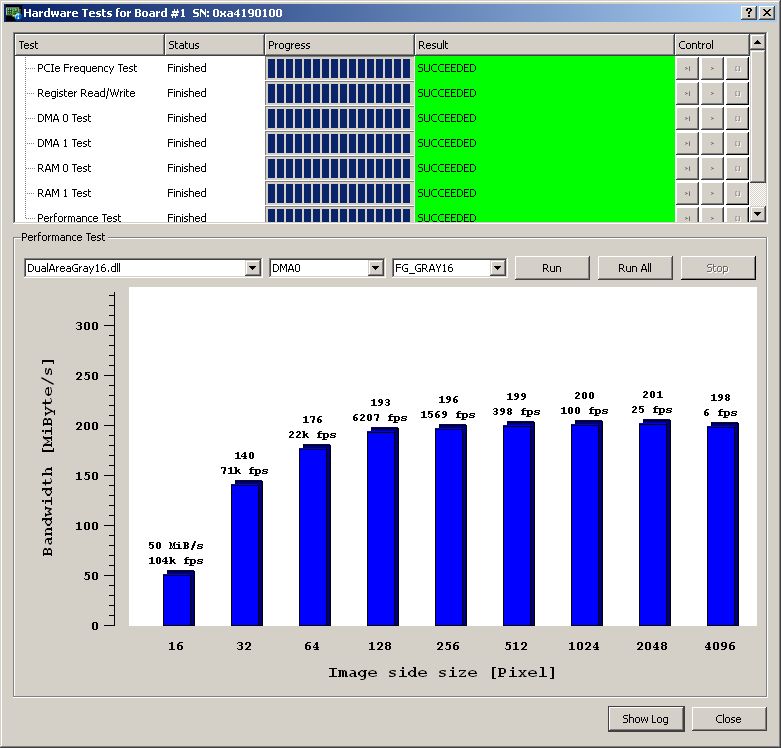 Hardware Tests for Board #1 SN: 0xa4190100
Test Status Progress Result Control
PCIe Frequency Test Finished SUCCEEDED
Register Read/Write Finished SUCCEEDED
DMA 0 Test Finished SUCCEEDED
DMA 1 Test Finished SUCCEEDED
RAM 0 Test Finished SUCCEEDED
RAM 1 Test Finished SUCCEEDED
Performance Test Finished SUCCEEDED
Performance Test
DualAreaGray16.dll DMA0 FG_GRAY16 Run Run All Stop
Bandwidth [MiByte/s]
300
250
200
150
100
50
0
50 MiB/s
104k fps
140
71k fps
176
22k fps
193
6207 fps
196
1569 fps
199
398 fps
200
100 fps
201
25 fps
198
6 fps
16 32 64 128 256 512 1024 2048 4096
Image side size [Pixel]
Show Log Close